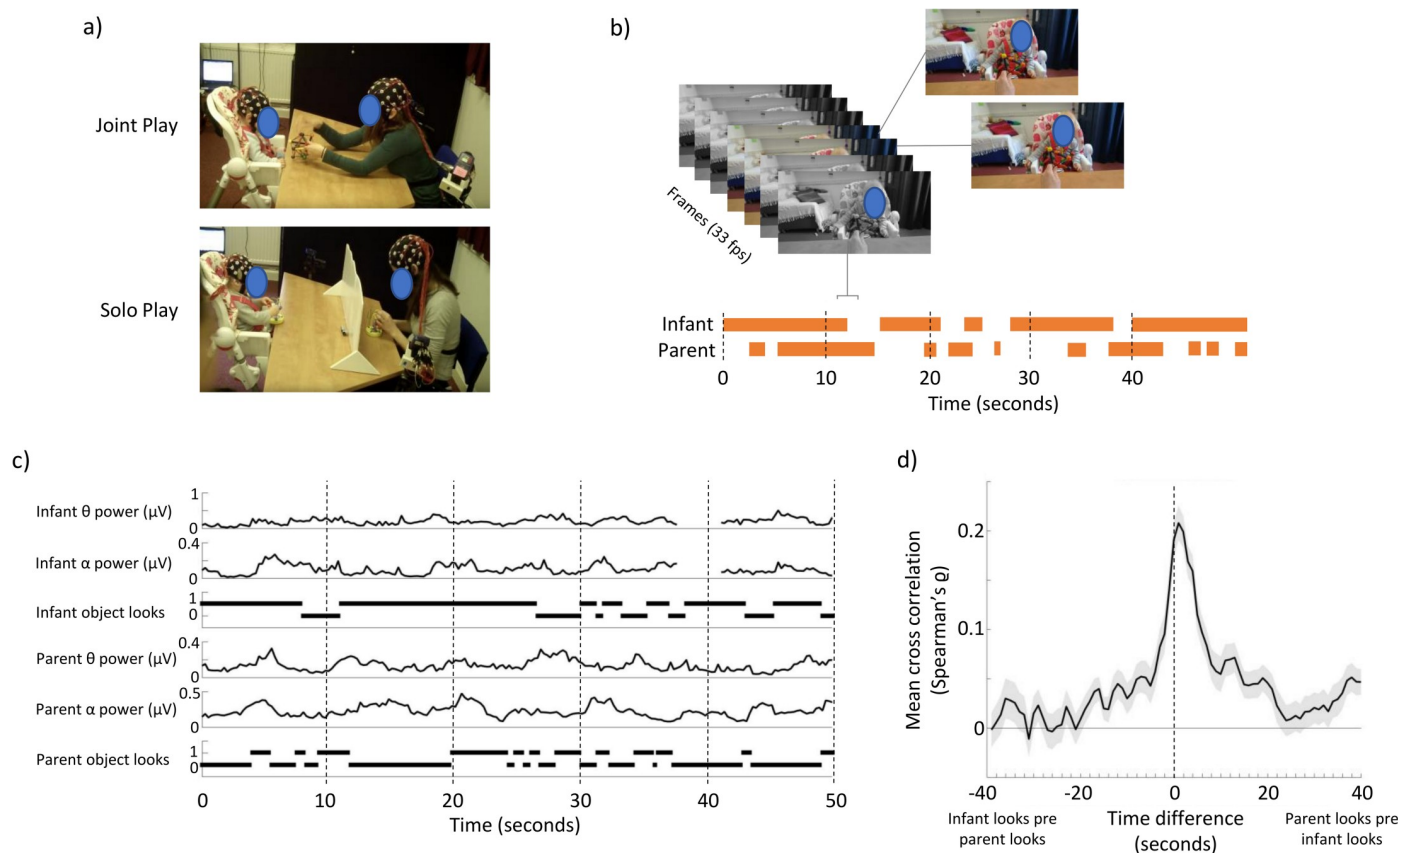 a)
Joint Play
Solo Play
b)
Frames (33 fps)
Infant
Parent
0 10 20 30 40
Time (seconds)
c)
Infant θ power (μV)
1
0
Infant α power (μV)
0.4
0
Infant object looks
1
0
Parent θ power (μV)
0.4
0
Parent α power (μV)
0.5
0
Parent object looks
1
0
0 10 20 30 40 50
Time (seconds)
d)
Mean cross correlation
(Spearman's ϱ)
0.2
0.1
0
-40 -20 0 20 40
Infant looks pre
parent looks
Time difference
(seconds)
Parent looks pre
infant looks